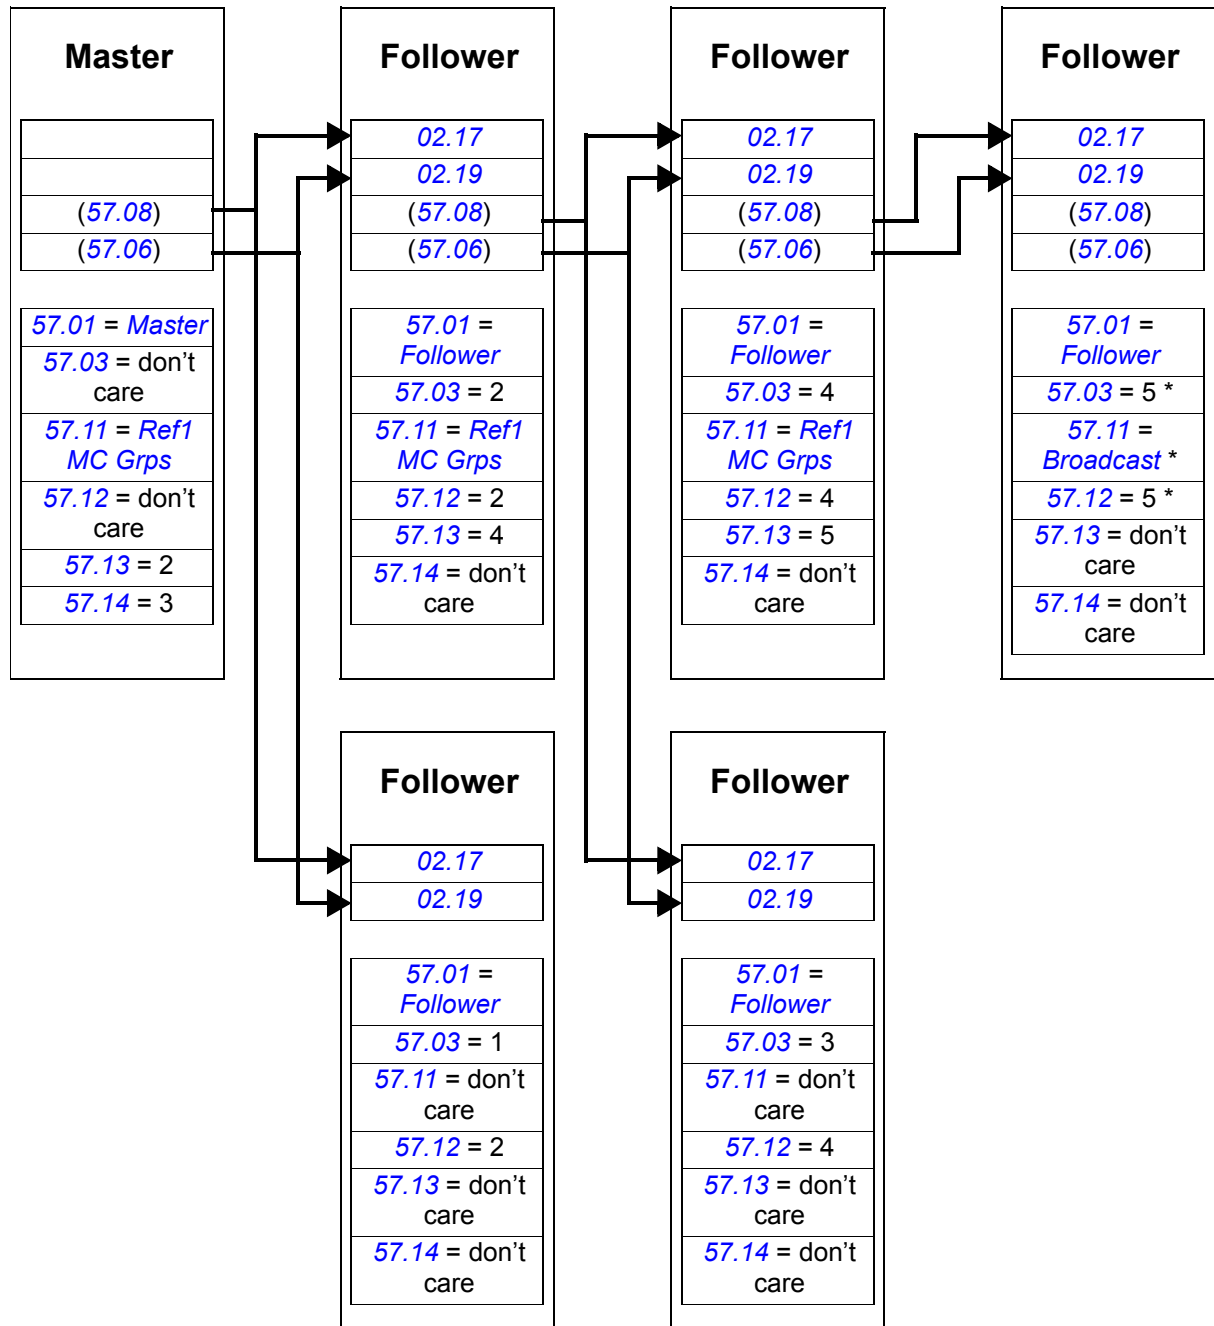 Master
(57.08)
(57.06)
57.01 = Master
57.03 = don't
care
57.11 = Ref1
MC Grps
57.12 = don't
care
57.13 = 2
57.14 = 3
Follower
02.17
02.19
(57.08)
(57.06)
57.01 =
Follower
57.03 = 2
57.11 = Ref1
MC Grps
57.12 = 2
57.13 = 4
57.14 = don't
care
Follower
02.17
02.19
(57.08)
(57.06)
57.01 =
Follower
57.03 = 4
57.11 = Ref1
MC Grps
57.12 = 4
57.13 = 5
57.14 = don't
care
Follower
02.17
02.19
(57.08)
(57.06)
57.01 =
Follower
57.03 = 5 *
57.11 =
Broadcast *
57.12 = 5 *
57.13 = don't
care
57.14 = don't
care
Follower
02.17
02.19
57.01 =
Follower
57.03 = 1
57.11 = don't
care
57.12 = 2
57.13 = don't
care
57.14 = don't
care
Follower
02.17
02.19
57.01 =
Follower
57.03 = 3
57.11 = don't
care
57.12 = 4
57.13 = don't
care
57.14 = don't
care